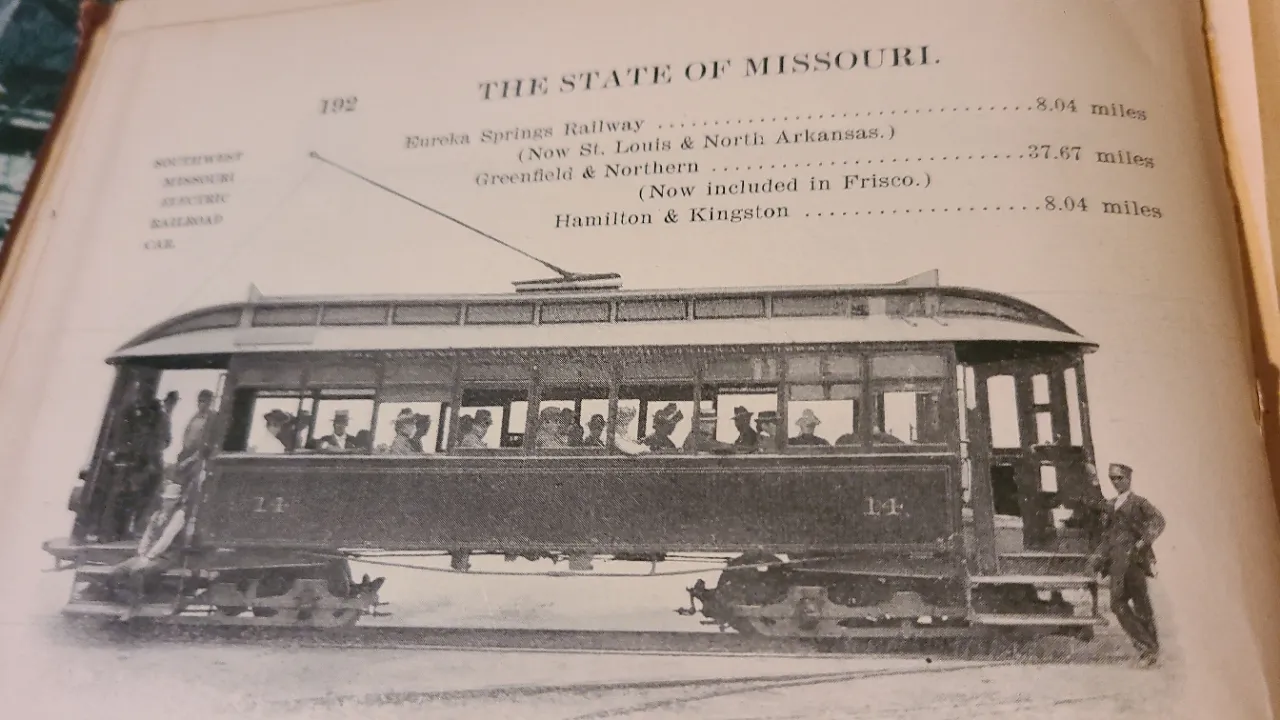 192
THE STATE OF MISSOURI.
Eureka Springs Railway ................................8.04 miles
(Now St. Louis & North Arkansas.)
Greenfield & Northern ..........................37.67 miles
(Now included in Frisco.)
Hamilton & Kingston ...................8.04 miles
SOUTHWEST
MISSOURI
ELECTRIC
RAILROAD
CAR.
14
14.